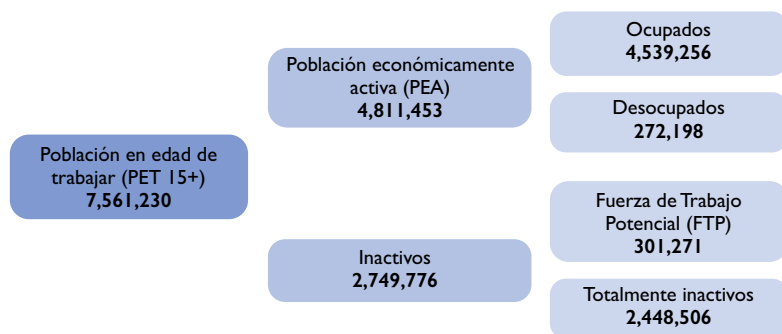 Población en edad de
trabajar (PET 15+)
7,561,230
Población económicamente
activa (PEA)
4,811,453
Ocupados
4,539,256
Desocupados
272,198
Inactivos
2,749,776
Fuerza de Trabajo
Potencial (FTP)
301,271
Totalmente inactivos
2,448,506